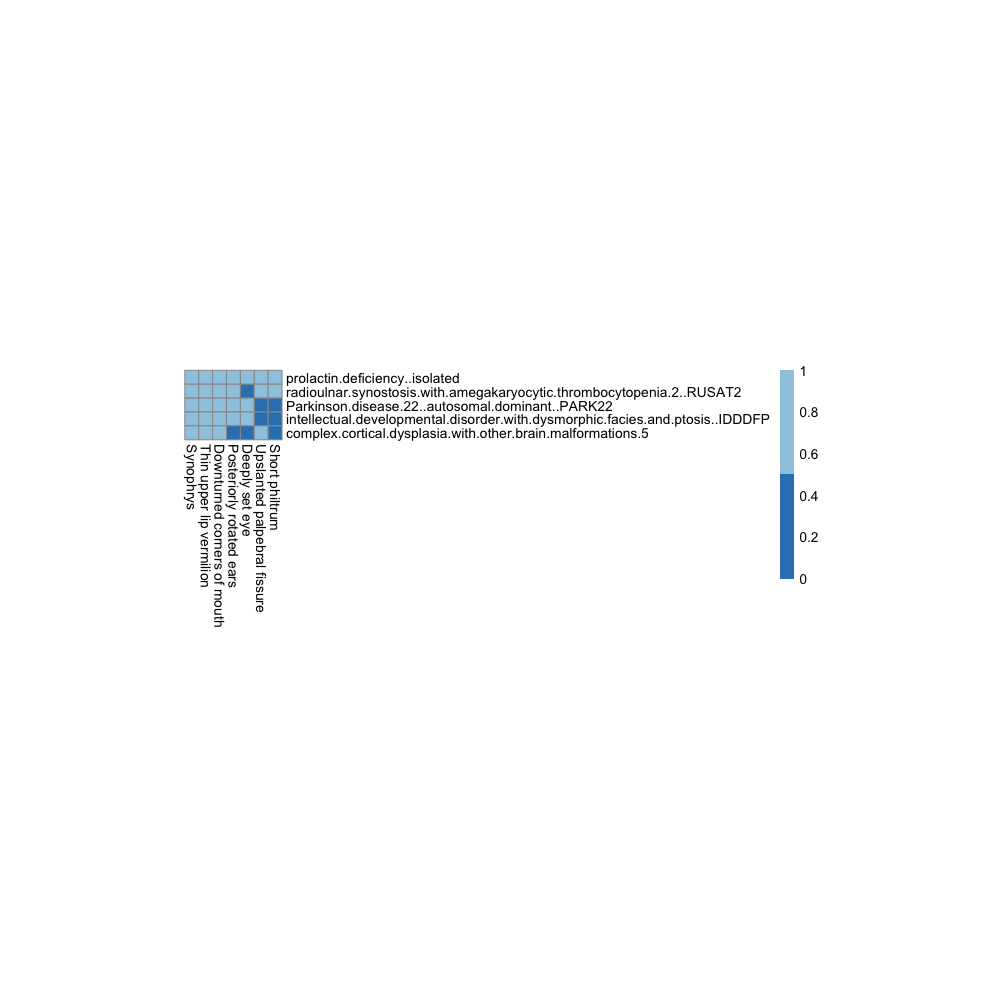 prolactin.deficiency..isolated
radioulnar.synostosis.with.amegakaryocytic.thrombocytopenia.2..RUSAT2
Parkinson.disease.22..autosomal.dominant..PARK22
intellectual.developmental.disorder.with.dysmorphic.facies.and.ptosis..IDDDFP
complex.cortical.dysplasia.with.other.brain.malformations.5
Synophrys
Thin upper lip vermilion
Downturned corners of mouth
Posteriorly rotated ears
Deeply set eye
Upslanted palpebral fissure
Short philtrum
1
0.8
0.6
0.4
0.2
0